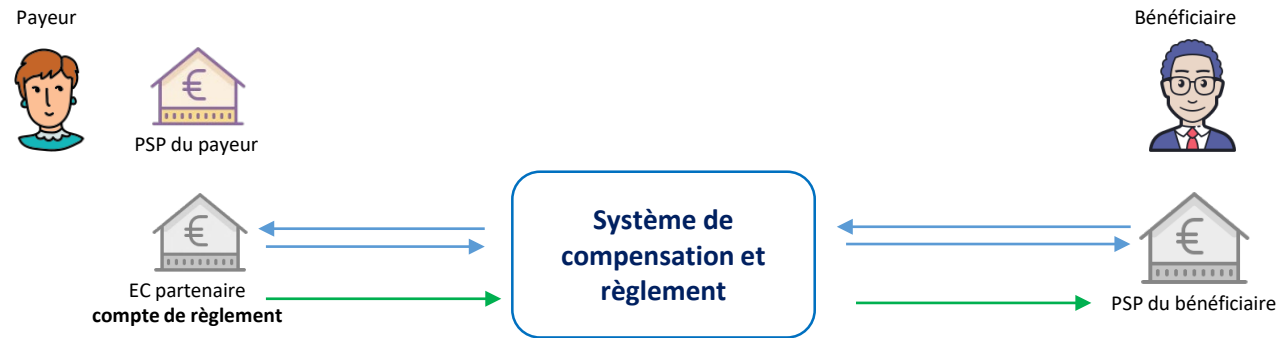 Payeur
Bénéficiaire
€
PSP du payeur
€
Système de
compensation et
règlement
€
EC partenaire
compte de règlement
PSP du bénéficiaire